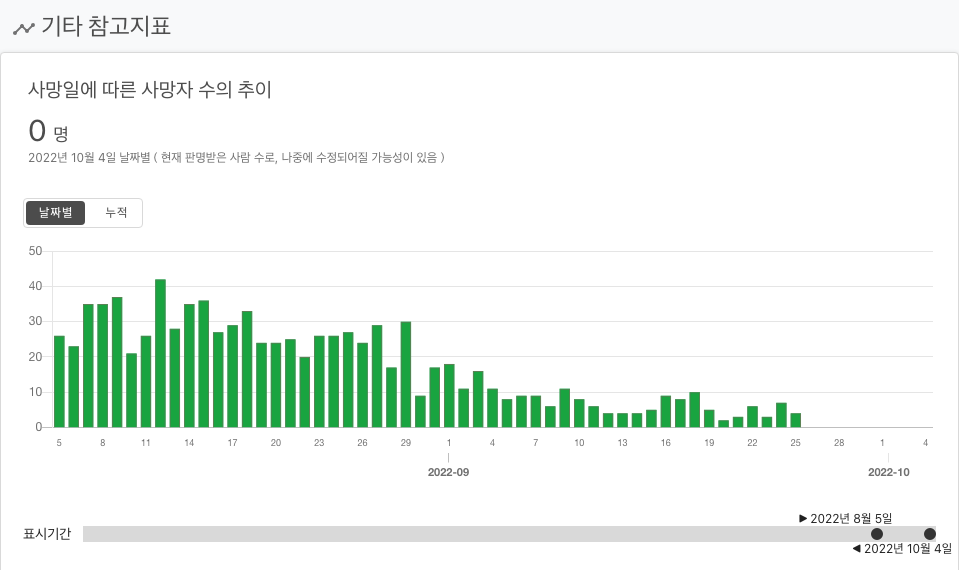 기타 참고지표
사망일에 따른 사망자 수의 추이
0 명
2022년 10월 4일 날짜별 ( 현재 판명받은 사람 수로, 나중에 수정되어질 가능성이 있음 )
날짜별 누적
50
40
30
20
10
0
5 8 11 14 17 20 23 26 29 1 4 7 10 13 16 19 22 25 28 1 4
2022-09 2022-10
▶ 2022년 8월 5일
표시기간
◀ 2022년 10월 4일